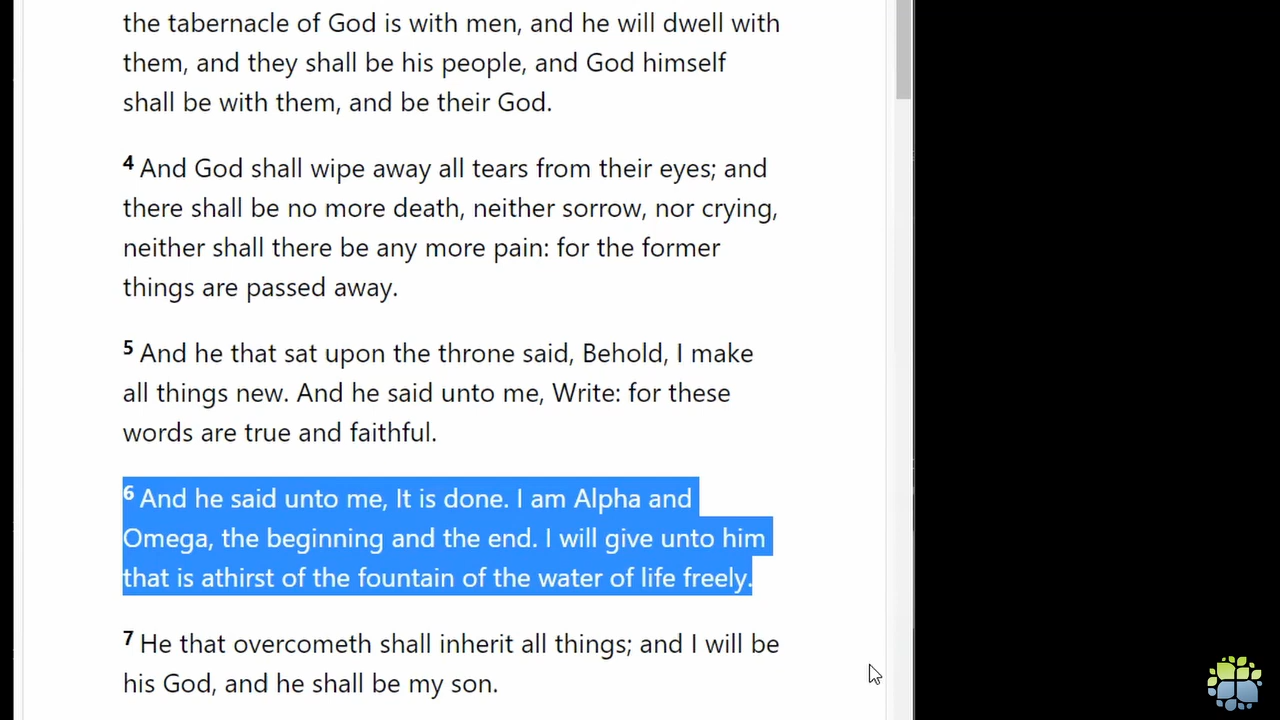 the tabernacle of God is with men, and he will dwell with
them, and they shall be his people, and God himself
shall be with them, and be their God.
4 And God shall wipe away all tears from their eyes; and
there shall be no more death, neither sorrow, nor crying,
neither shall there be any more pain: for the former
things are passed away.
5 And he that sat upon the throne said, Behold, I make
all things new. And he said unto me, Write: for these
words are true and faithful.
6 And he said unto me, It is done. I am Alpha and
Omega, the beginning and the end. I will give unto him
that is athirst of the fountain of the water of life freely.
7 He that overcometh shall inherit all things; and I will be
his God, and he shall be my son.